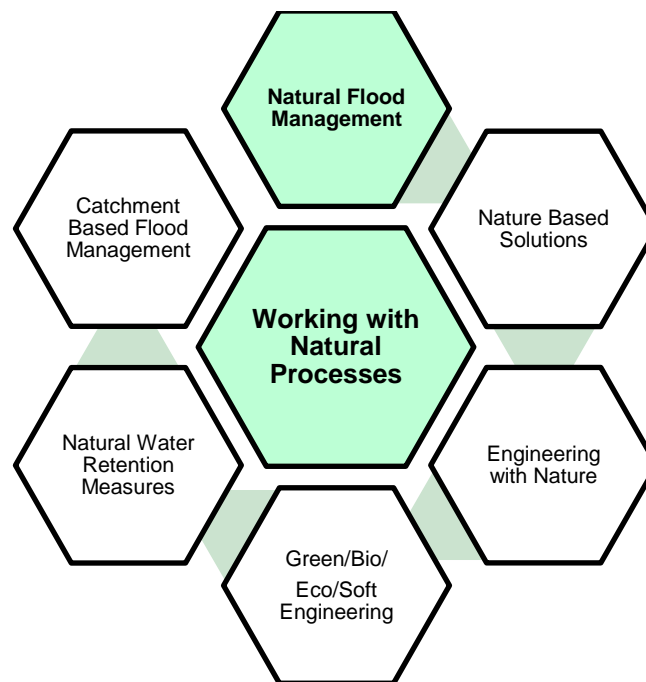 Natural Flood
Management
Nature Based
Solutions
Engineering
with Nature
Green/Bio/
Eco/Soft
Engineering
Natural Water
Retention
Measures
Catchment
Based Flood
Management
Working with
Natural
Processes